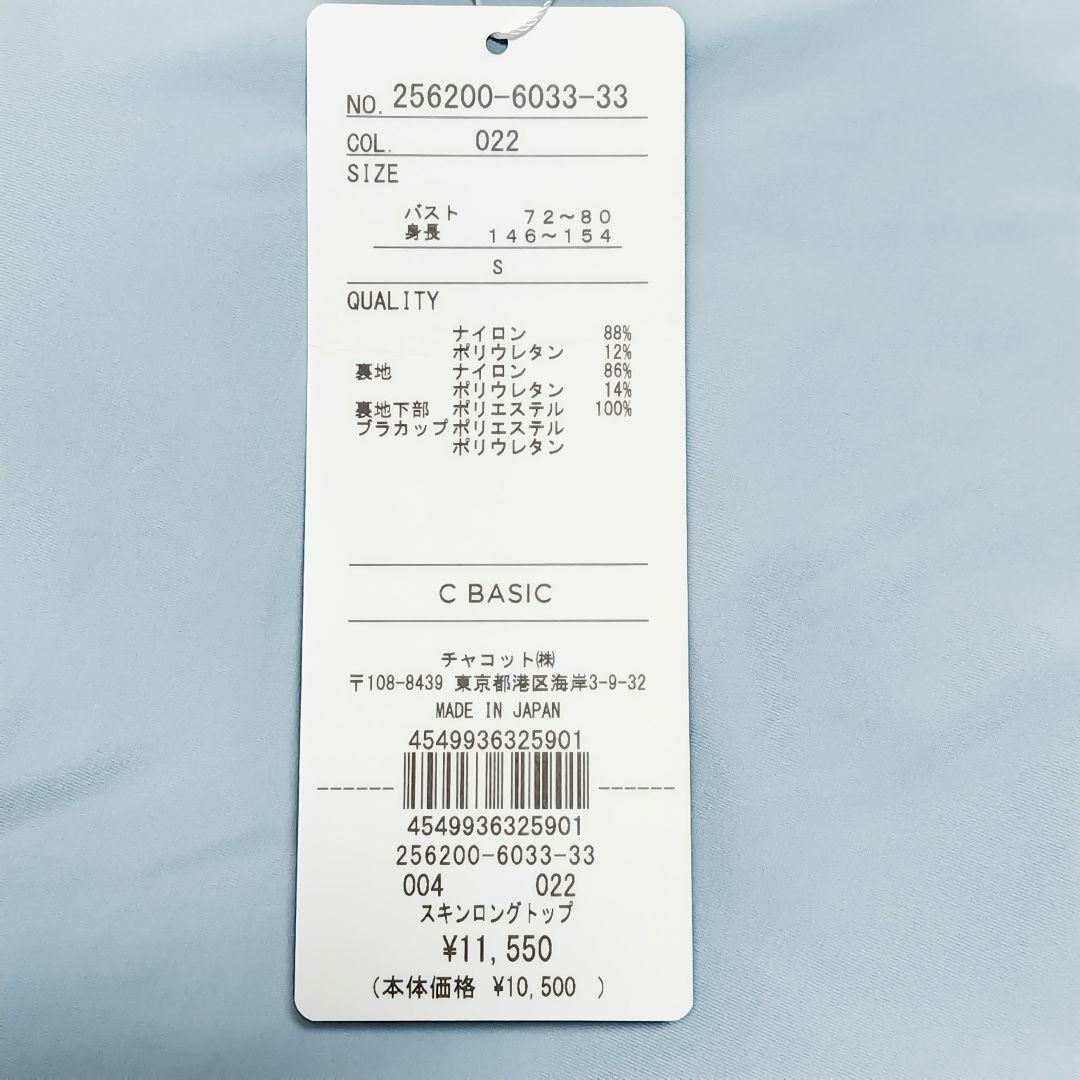 NO. 256200-6033-33
COL. 022
SIZE
バスト 72～80
身長 146～154
S
QUALITY
ナイロン 88%
ポリウレタン 12%
裏地 ナイロン 86%
ポリウレタン 14%
裏地下部 ポリエステル 100%
ブラカップ ポリエステル
ポリウレタン
C BASIC
チャコット㈱
〒108-8439 東京都港区海岸3-9-32
MADE IN JAPAN
4549936325901
4549936325901
256200-6033-33
004 022
スキンロングトップ
¥11,550
(本体価格 ¥10,500 )